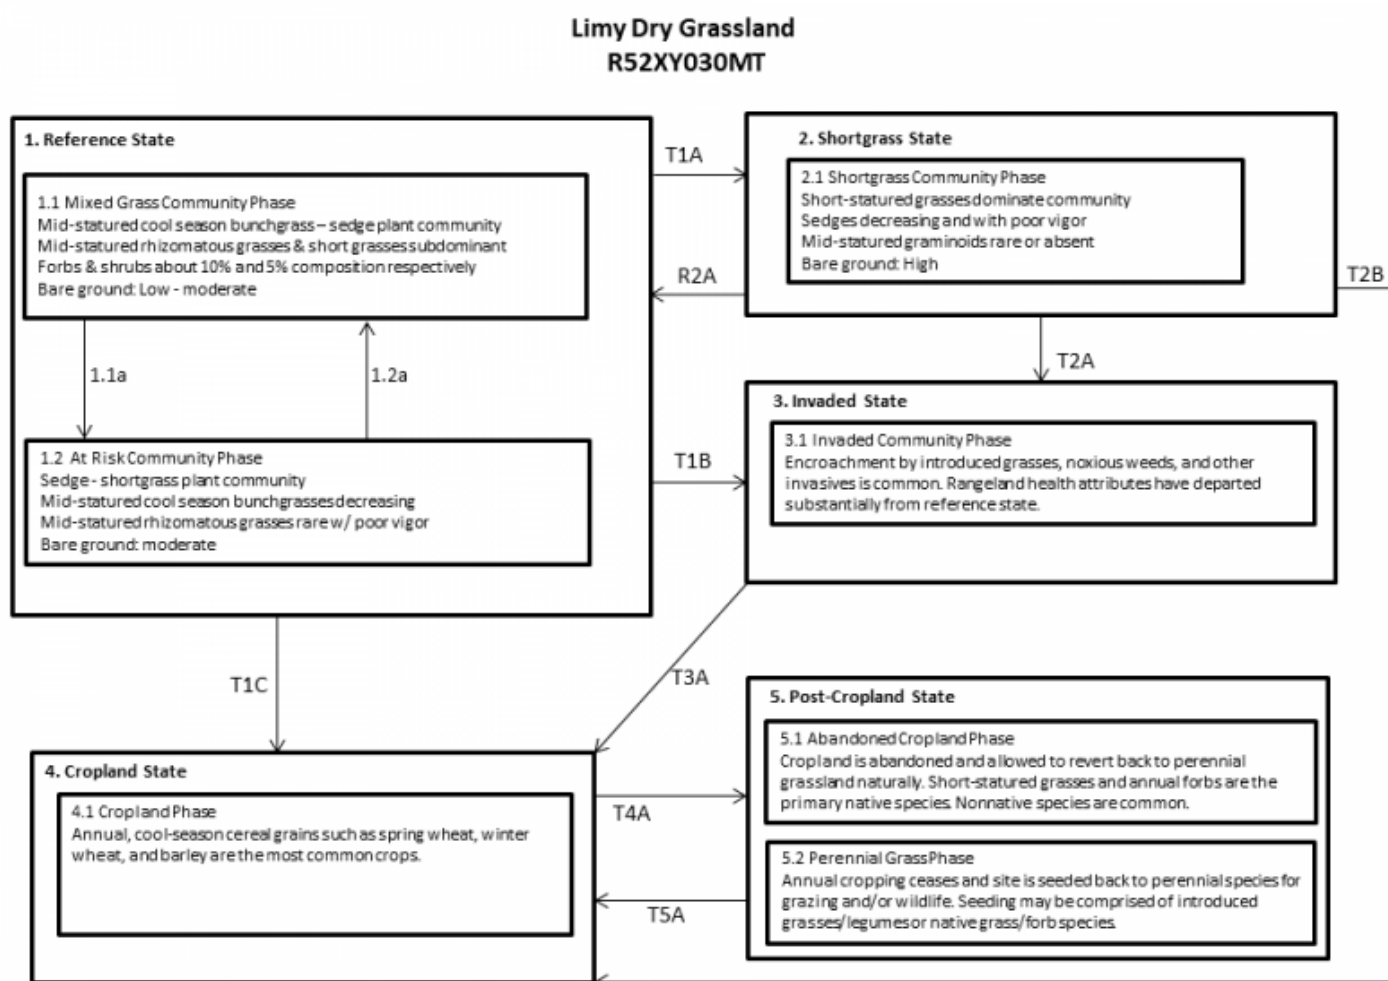 Limy Dry Grassland
R52XY030MT
1. Reference State
1.1 Mixed Grass Community Phase
Mid-statured cool season bunchgrass – sedge plant community
Mid-statured rhizomatous grasses & short grasses subdominant
Forbs & shrubs about 10% and 5% composition respectively
Bare ground: Low - moderate
1.1a
1.2a
1.2 At Risk Community Phase
Sedge - shortgrass plant community
Mid-statured cool season bunchgrasses decreasing
Mid-statured rhizomatous grasses rare w/ poor vigor
Bare ground: moderate
T1A
R2A
T1B
2. Shortgrass State
2.1 Shortgrass Community Phase
Short-statured grasses dominate community
Sedges decreasing and with poor vigor
Mid-statured graminoids rare or absent
Bare ground: High
T2B
T2A
3. Invaded State
3.1 Invaded Community Phase
Encroachment by introduced grasses, noxious weeds, and other
invasives is common. Rangeland health attributes have departed
substantially from reference state.
T1C
T3A
4. Cropland State
4.1 Cropland Phase
Annual, cool-season cereal grains such as spring wheat, winter
wheat, and barley are the most common crops.
T4A
T5A
5. Post-Cropland State
5.1 Abandoned Cropland Phase
Cropland is abandoned and allowed to revert back to perennial
grassland naturally. Short-statured grasses and annual forbs are the
primary native species. Nonnative species are common.
5.2 Perennial Grass Phase
Annual cropping ceases and site is seeded back to perennial species for
grazing and/or wildlife. Seeding may be comprised of introduced
grasses/legumes or native grass/forb species.